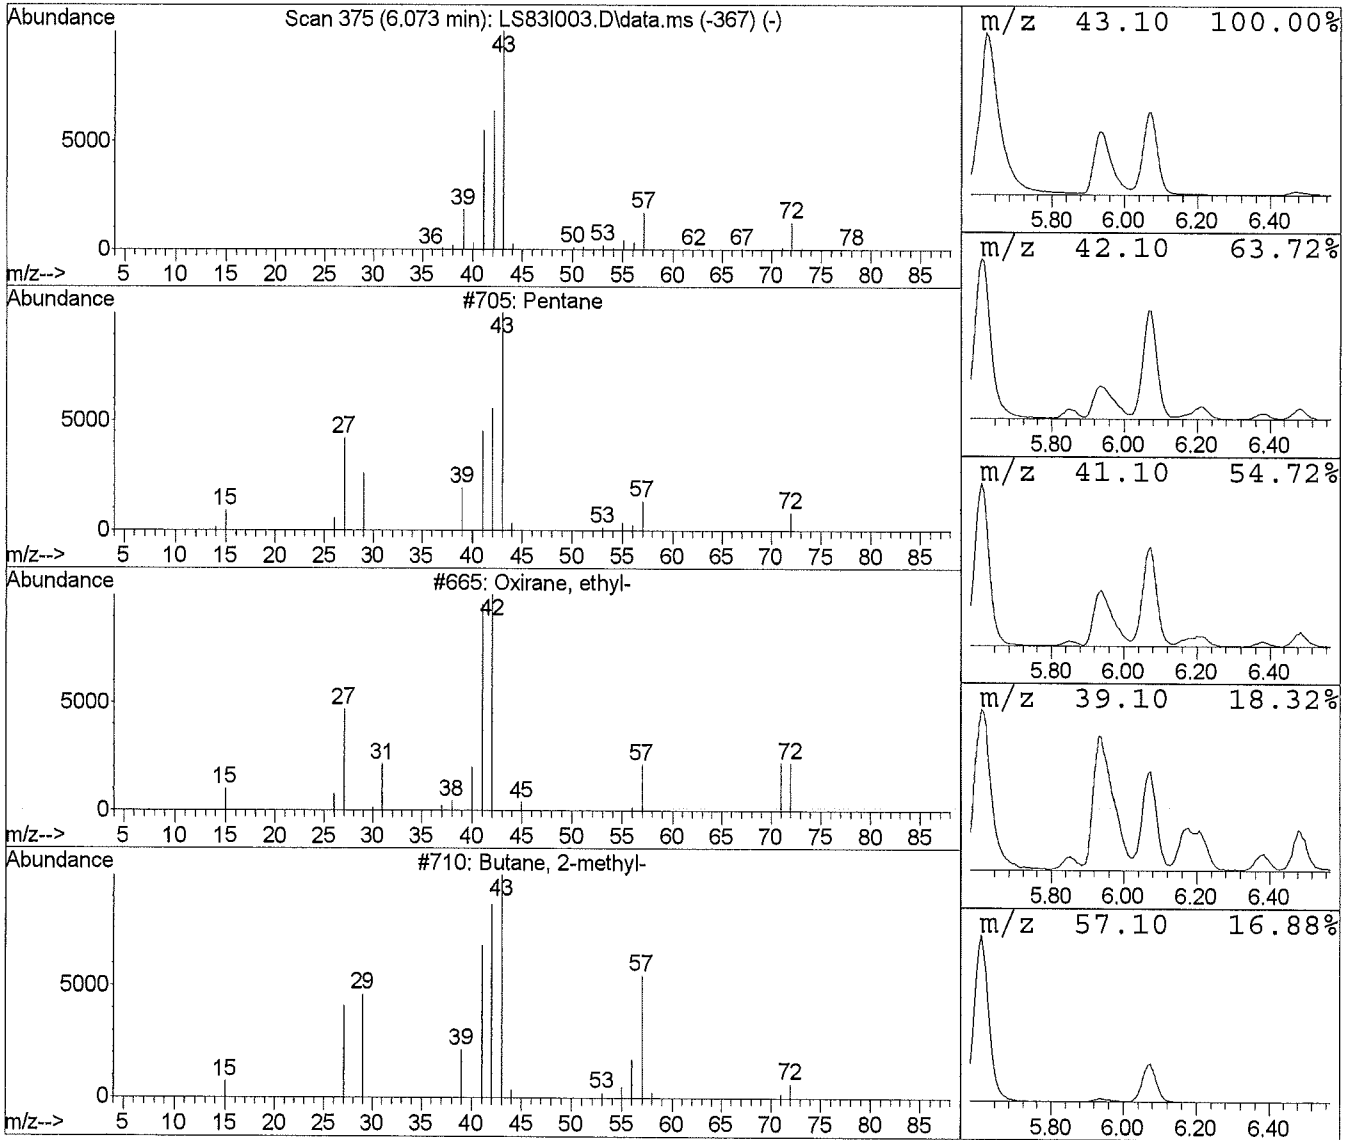 Abundance
Scan 375 (6.073 min): LS83I003.D\data.ms (-367) (-)
43
5000
39
57
72
36
50
53
62
67
78
0
5 10 15 20 25 30 35 40 45 50 55 60 65 70 75 80 85
m/z-->
Abundance
#705: Pentane
43
5000
27
39
15
57
53
72
0
5 10 15 20 25 30 35 40 45 50 55 60 65 70 75 80 85
m/z-->
Abundance
#665: Oxirane, ethyl-
42
5000
27
31
15
38
45
57
72
0
5 10 15 20 25 30 35 40 45 50 55 60 65 70 75 80 85
m/z-->
Abundance
#710: Butane, 2-methyl-
43
5000
29
57
39
15
53
72
0
5 10 15 20 25 30 35 40 45 50 55 60 65 70 75 80 85
m/z-->
m/z 43.10 100.00%
5.80 6.00 6.20 6.40
m/z 42.10 63.72%
5.80 6.00 6.20 6.40
m/z 41.10 54.72%
5.80 6.00 6.20 6.40
m/z 39.10 18.32%
5.80 6.00 6.20 6.40
m/z 57.10 16.88%
5.80 6.00 6.20 6.40